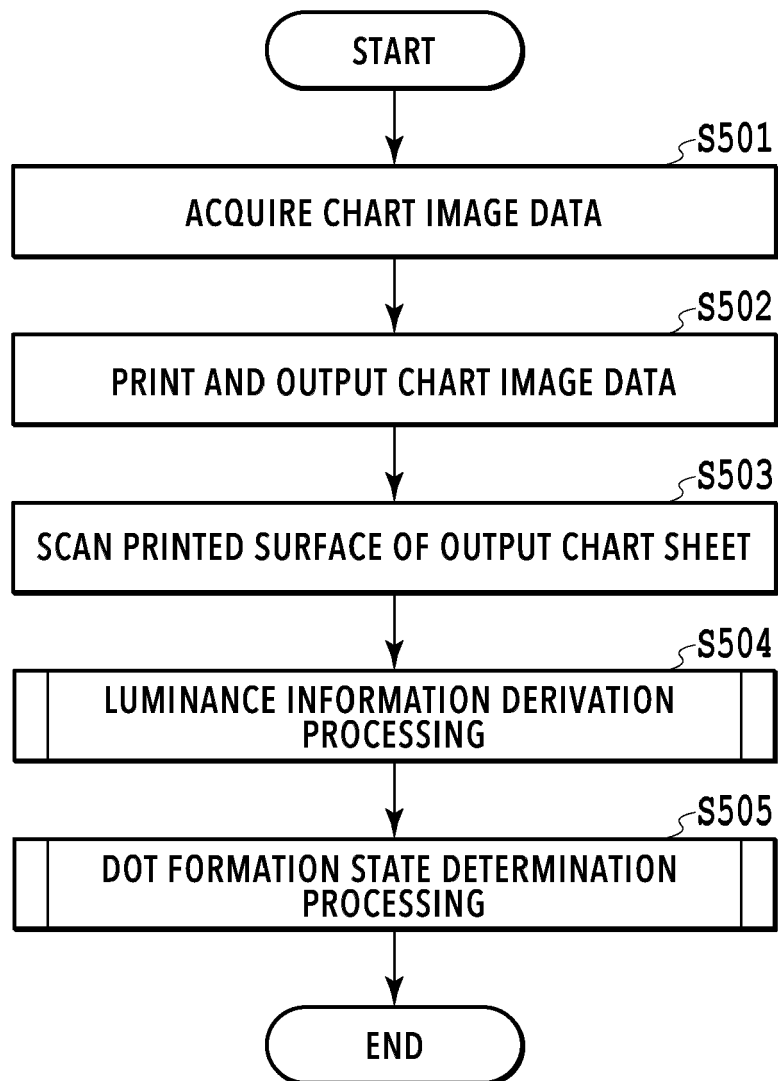 START
S501
ACQUIRE CHART IMAGE DATA
S502
PRINT AND OUTPUT CHART IMAGE DATA
S503
SCAN PRINTED SURFACE OF OUTPUT CHART SHEET
S504
LUMINANCE INFORMATION DERIVATION
PROCESSING
S505
DOT FORMATION STATE DETERMINATION
PROCESSING
END